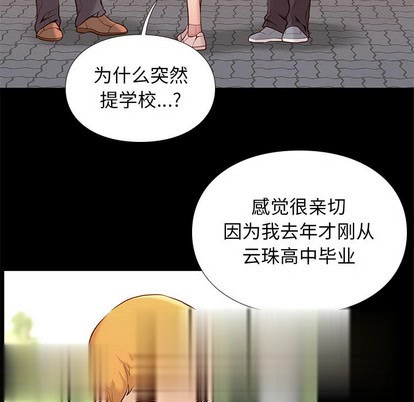 为什么突然
提学校...?
感觉很亲切
因为我去年才刚从
云珠高中毕业